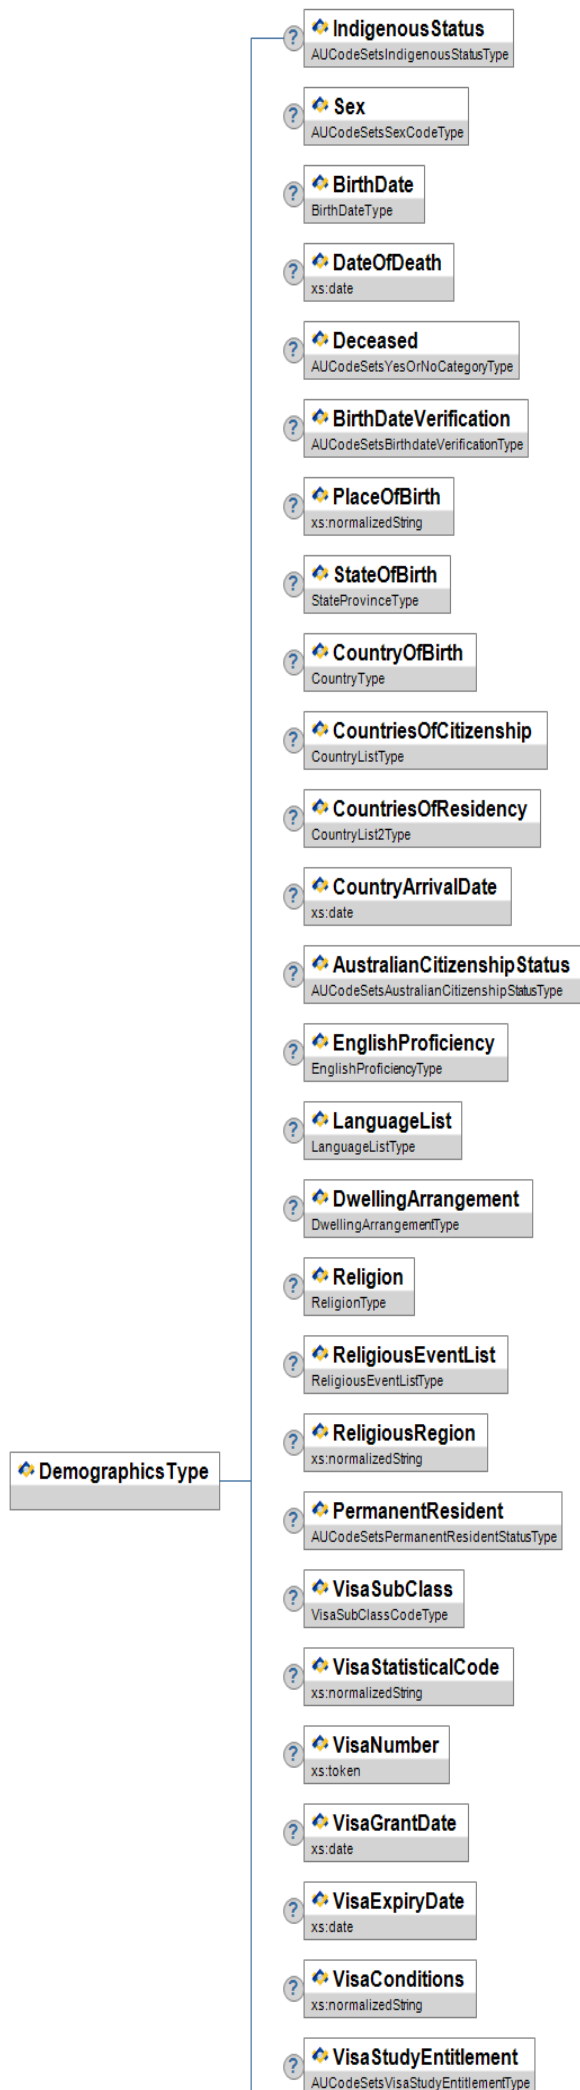 ?
IndigenousStatus
AUCodeSetsIndigenousStatusType
?
Sex
AUCodeSetsSexCodeType
?
BirthDate
BirthDateType
?
DateOfDeath
xs:date
?
Deceased
AUCodeSetsYesOrNoCategoryType
?
BirthDateVerification
AUCodeSetsBirthdateVerificationType
?
PlaceOfBirth
xs:normalizedString
?
StateOfBirth
StateProvinceType
?
CountryOfBirth
CountryType
?
CountriesOfCitizenship
CountryListType
?
CountriesOfResidency
CountryList2Type
?
CountryArrivalDate
xs:date
?
AustralianCitizenshipStatus
AUCodeSetsAustralianCitizenshipStatusType
?
EnglishProficiency
EnglishProficiencyType
?
LanguageList
LanguageListType
?
DwellingArrangement
DwellingArrangementType
?
Religion
ReligionType
?
ReligiousEventList
ReligiousEventListType
?
ReligiousRegion
xs:normalizedString
DemographicsType
?
PermanentResident
AUCodeSetsPermanentResidentStatusType
?
VisaSubClass
VisaSubClassCodeType
?
VisaStatisticalCode
xs:normalizedString
?
VisaNumber
xs:token
?
VisaGrantDate
xs:date
?
VisaExpiryDate
xs:date
?
VisaConditions
xs:normalizedString
?
VisaStudyEntitlement
AUCodeSetsVisaStudyEntitlementType